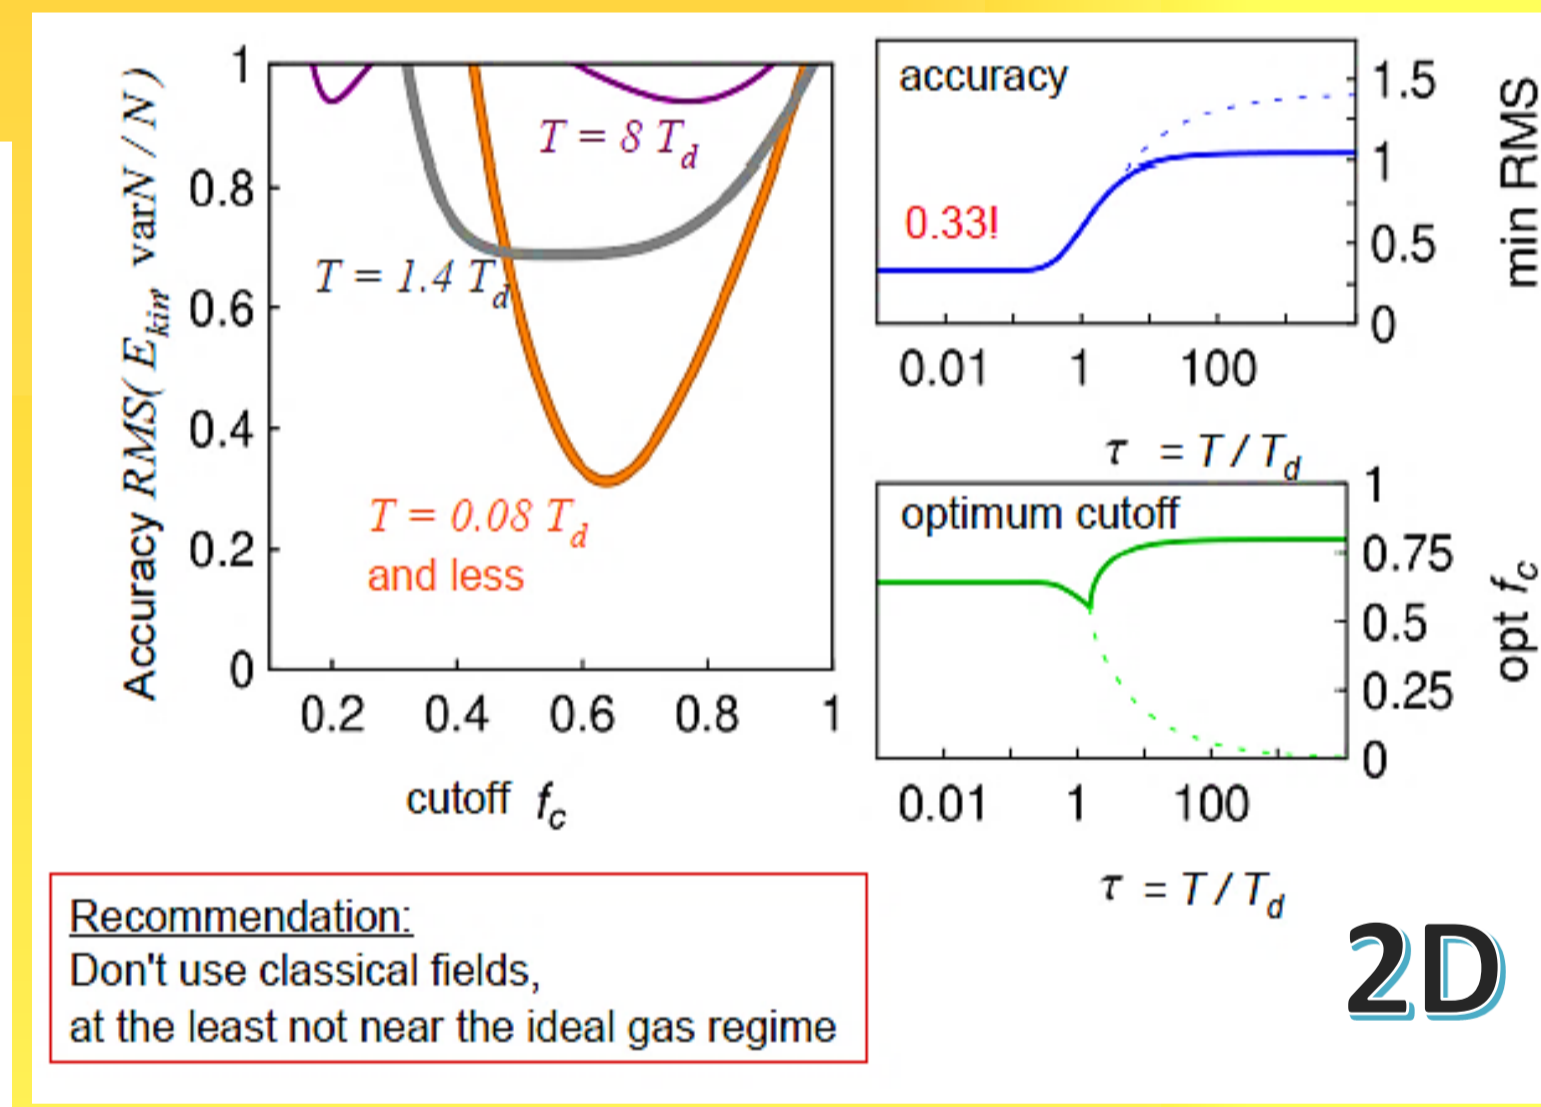 Accuracy RMS( E_kin, varN / N )
1
0.8
0.6
0.4
0.2
0
T = 8 T_d
T = 1.4 T_d
T = 0.08 T_d
and less
0.2 0.4 0.6 0.8 1
cutoff f_c
accuracy
0.33!
1.5
1
0.5
0
min RMS
0.01 1 100
τ = T / T_d
optimum cutoff
1
0.75
0.5
0.25
0
opt f_c
0.01 1 100
τ = T / T_d
Recommendation:
Don't use classical fields,
at the least not near the ideal gas regime
2D